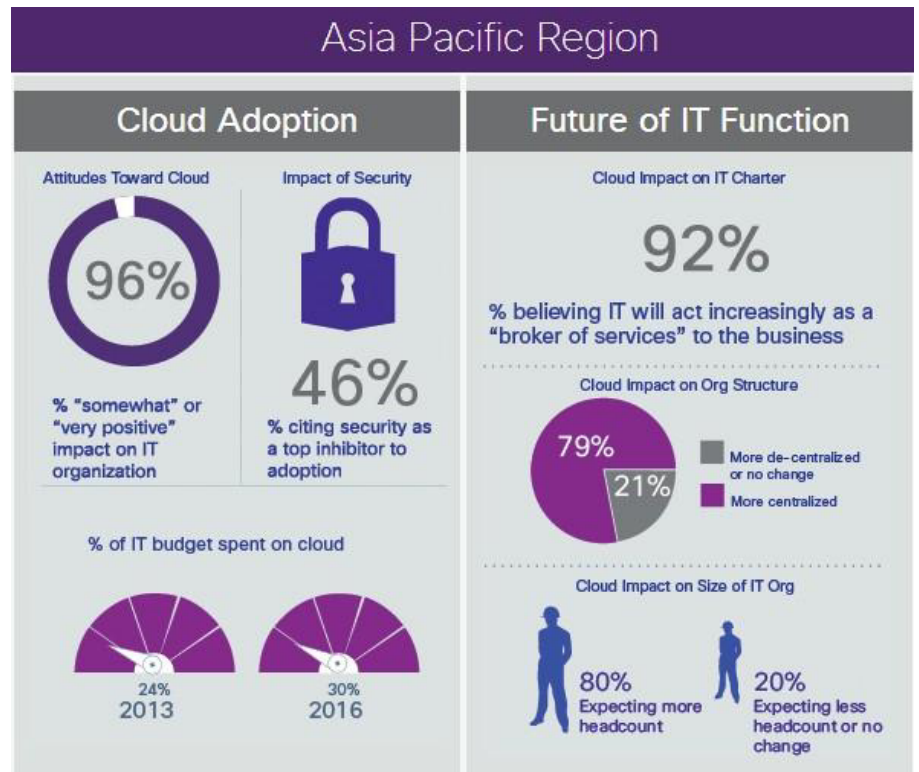 Asia Pacific Region
Cloud Adoption
Attitudes Toward Cloud
96%
% “somewhat” or
“very positive”
impact on IT
organization
Impact of Security
46%
% citing security as
a top inhibitor to
adoption
% of IT budget spent on cloud
24%
2013
30%
2016
Future of IT Function
Cloud Impact on IT Charter
92%
% believing IT will act increasingly as a
“broker of services” to the business
Cloud Impact on Org Structure
79%
21%
More de-centralized
or no change
More centralized
Cloud Impact on Size of IT Org
80%
Expecting more
headcount
20%
Expecting less
headcount or no
change